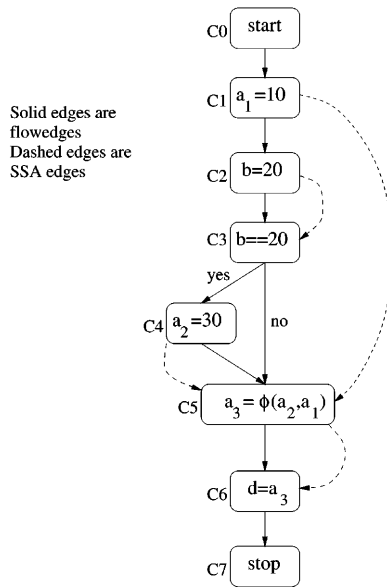 C0 start
C1 a1=10
Solid edges are
flowedges
Dashed edges are
SSA edges
C2 b=20
C3 b==20
yes
no
C4 a2=30
C5 a3= ϕ(a2,a1)
C6 d=a3
C7 stop